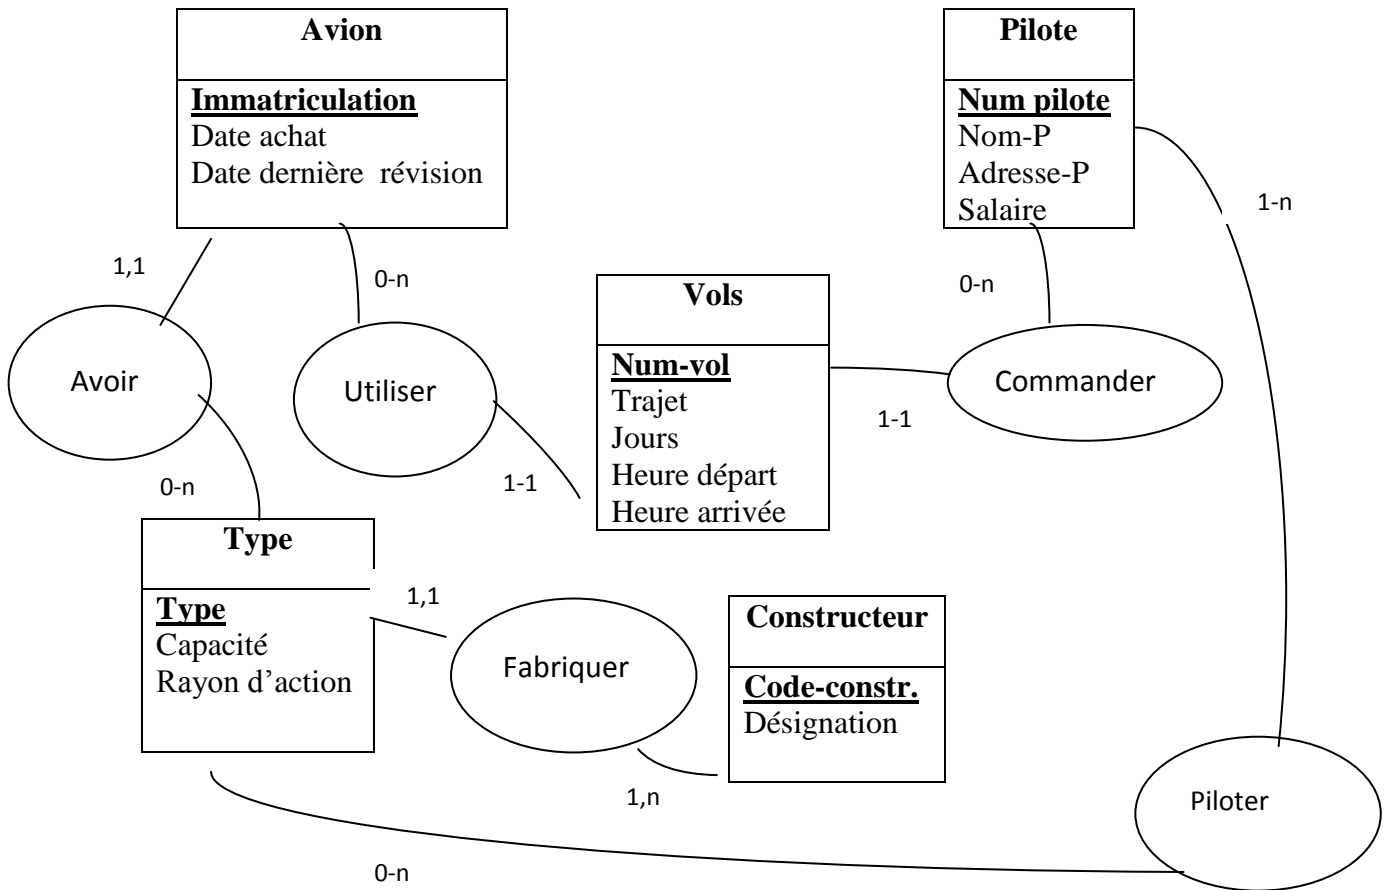 Avion
Immatriculation
Date achat
Date dernière révision
Pilote
Num pilote
Nom-P
Adresse-P
Salaire
1-n
1,1
0-n
0-n
Vols
Num-vol
Trajet
Jours
Heure départ
Heure arrivée
Avoir
Utiliser
Commander
1-1
0-n
1-1
Type
Type
Capacité
Rayon d’action
1,1
Fabriquer
Constructeur
Code-constr.
Désignation
1,n
Piloter
0-n